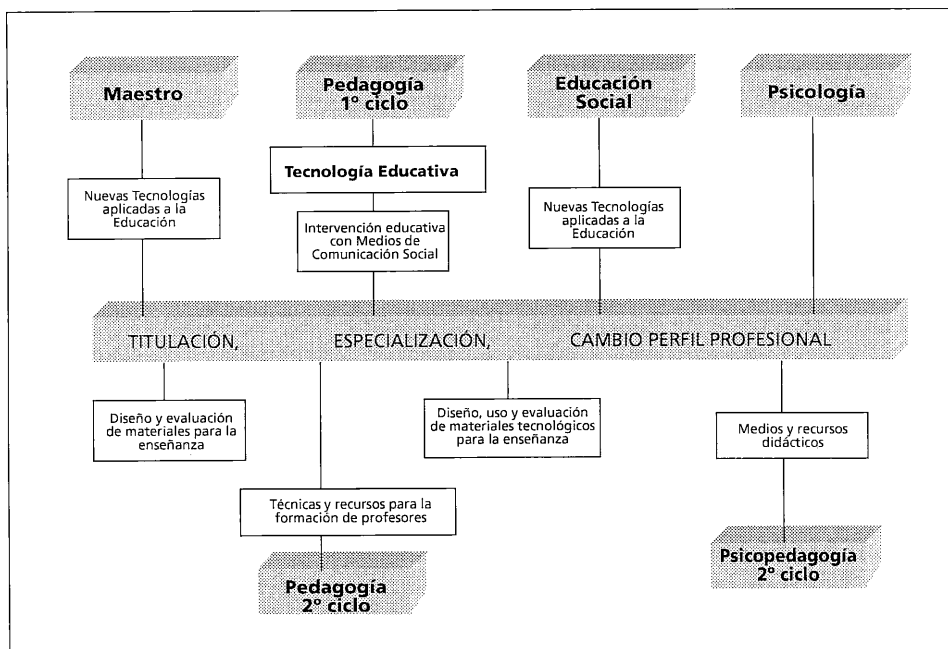 Maestro
Pedagogía
1º ciclo
Educación
Social
Psicología
Nuevas Tecnologías
aplicadas a la
Educación
Tecnología Educativa
Intervención educativa
con Medios de
Comunicación Social
Nuevas Tecnologías
aplicadas a la
Educación
TITULACIÓN, ESPECIALIZACIÓN, CAMBIO PERFIL PROFESIONAL
Diseño y evaluación
de materiales para la
enseñanza
Diseño, uso y evaluación
de materiales tecnológicos
para la enseñanza
Medios y recursos
didácticos
Técnicas y recursos para la
formación de profesores
Pedagogía
2º ciclo
Psicopedagogía
2º ciclo